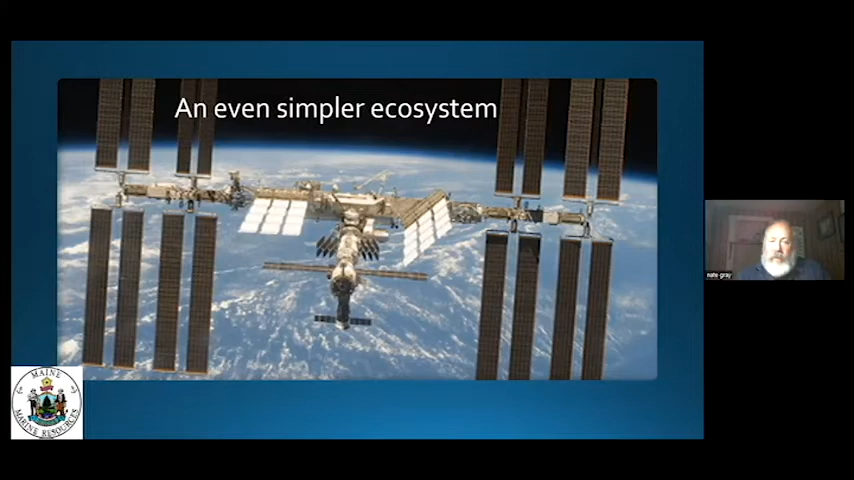 An even simpler ecosystem
nate gray
MAINE
MARINE RESOURCES